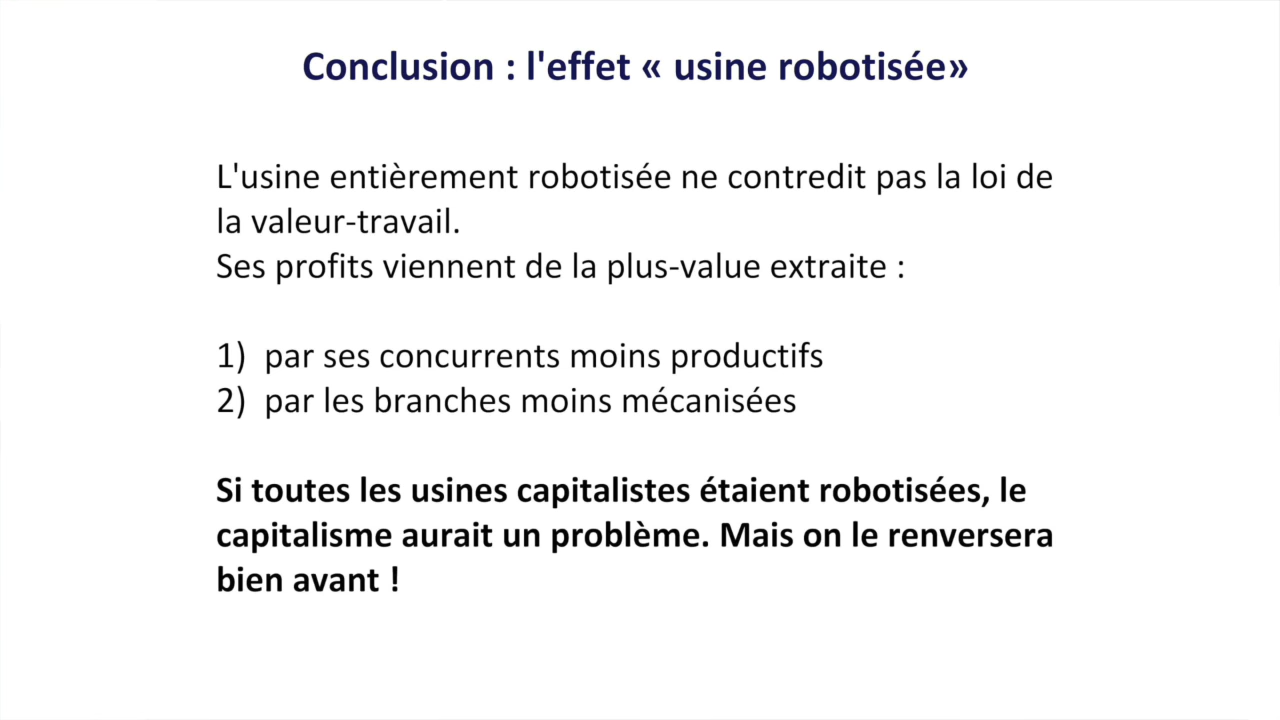 Conclusion : l'effet « usine robotisée»
L'usine entièrement robotisée ne contredit pas la loi de
la valeur-travail.
Ses profits viennent de la plus-value extraite :
1) par ses concurrents moins productifs
2) par les branches moins mécanisées
Si toutes les usines capitalistes étaient robotisées, le
capitalisme aurait un problème. Mais on le renversera
bien avant !